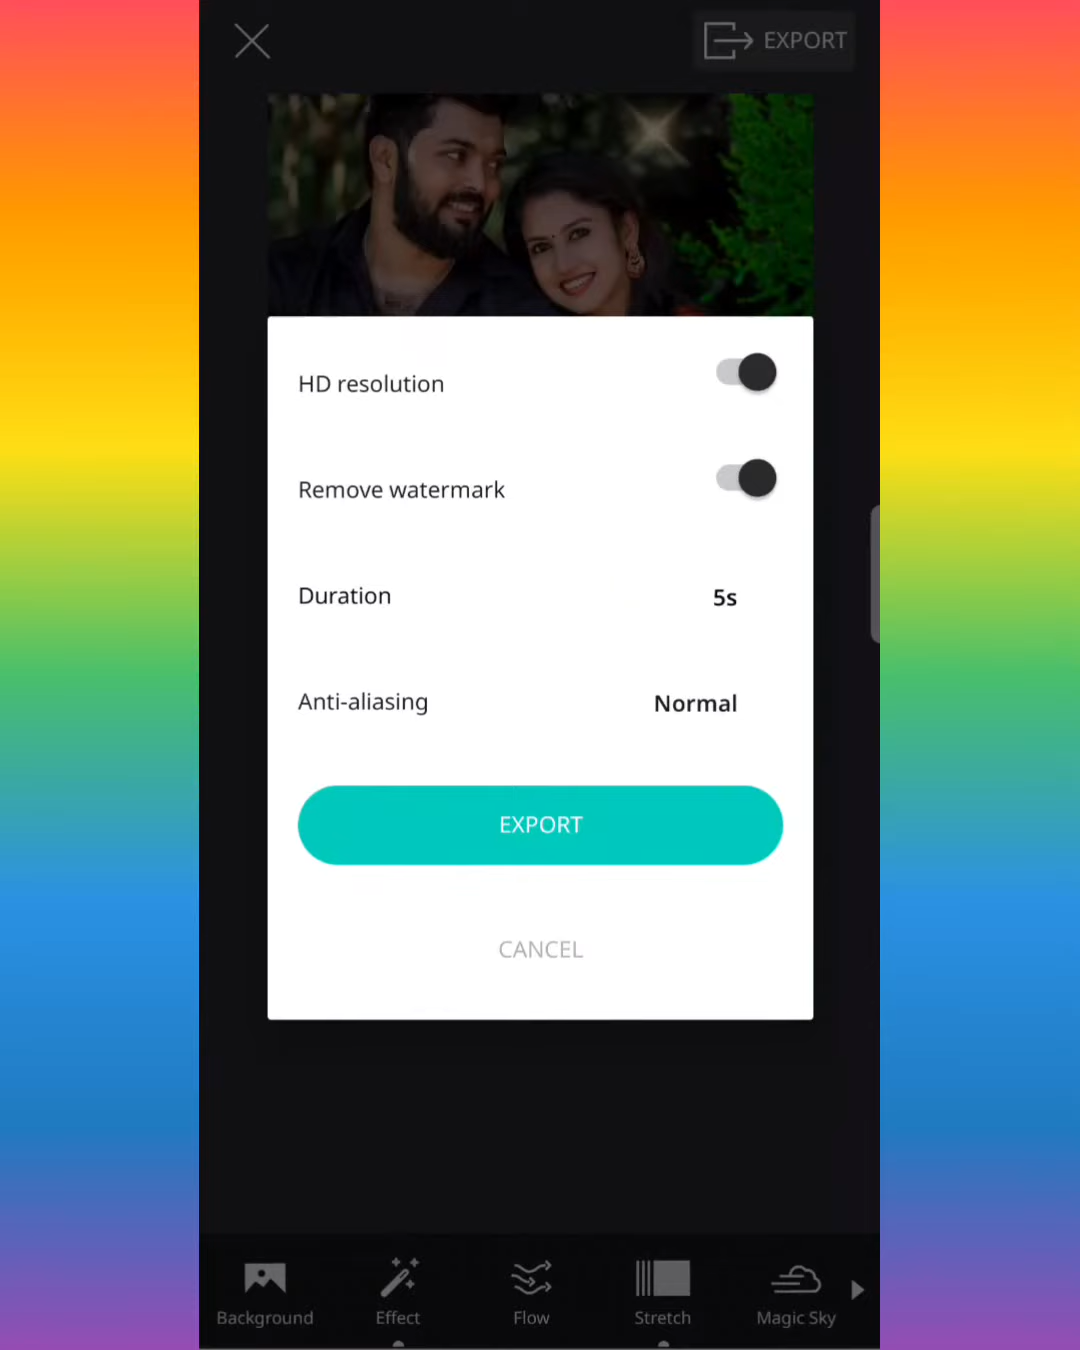 EXPORT
HD resolution
Remove watermark
Duration 5s
Anti-aliasing Normal
EXPORT
CANCEL
Background Effect Flow Stretch Magic Sky